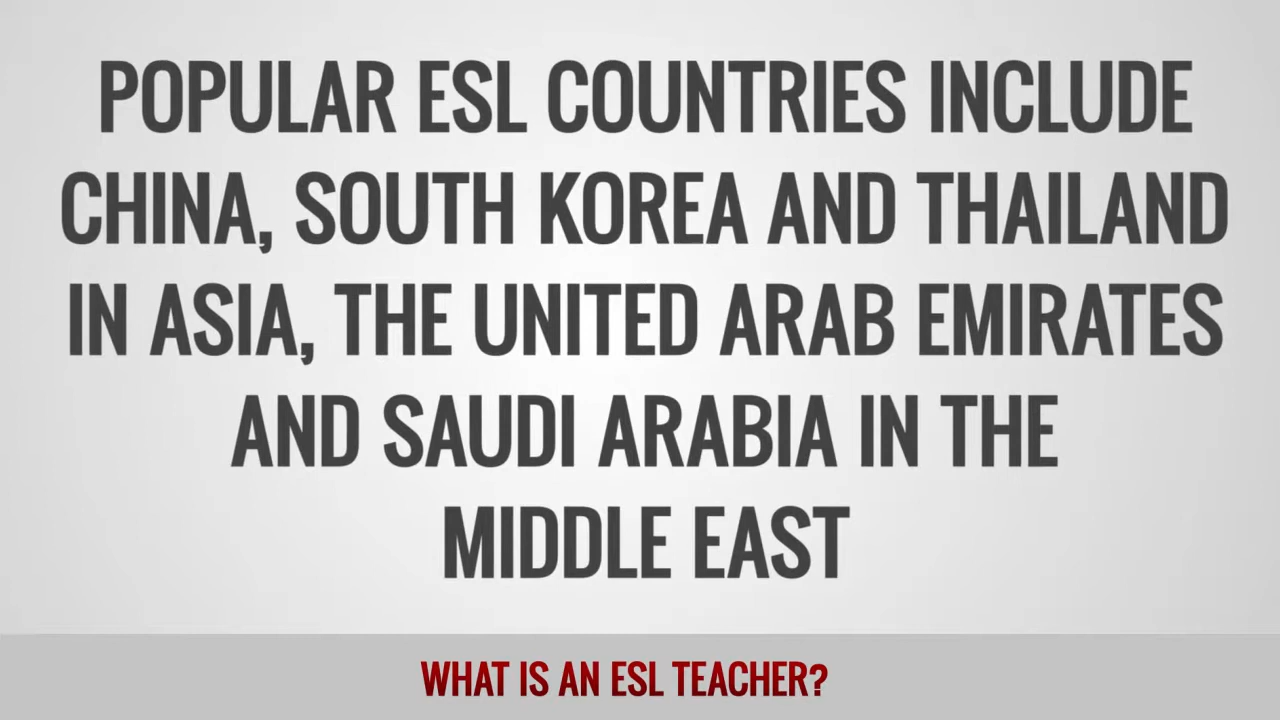 POPULAR ESL COUNTRIES INCLUDE
CHINA, SOUTH KOREA AND THAILAND
IN ASIA, THE UNITED ARAB EMIRATES
AND SAUDI ARABIA IN THE
MIDDLE EAST
WHAT IS AN ESL TEACHER?